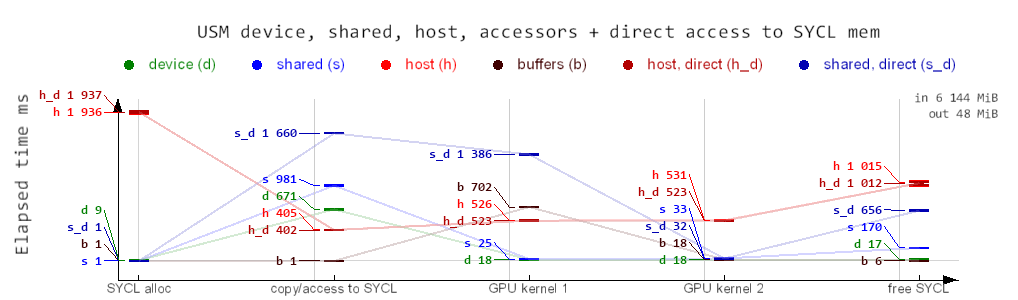 USM device, shared, host, accessors + direct access to SYCL mem
device (d) shared (s) host (h) buffers (b) host, direct (h_d) shared, direct (s_d)
in 6 144 MiB
out 48 MiB
Elapsed time ms
h_d 1 937
h 1 936
d 9
s_d 1
b 1
s 1
s_d 1 660
s 981
d 671
h 405
h_d 402
b 1
s_d 1 386
b 702
h 526
h_d 523
s 25
d 18
h 531
h_d 523
s 33
s_d 32
b 18
d 18
h 1 015
h_d 1 012
s_d 656
s 170
d 17
b 6
SYCL alloc copy/access to SYCL GPU kernel 1 GPU kernel 2 free SYCL